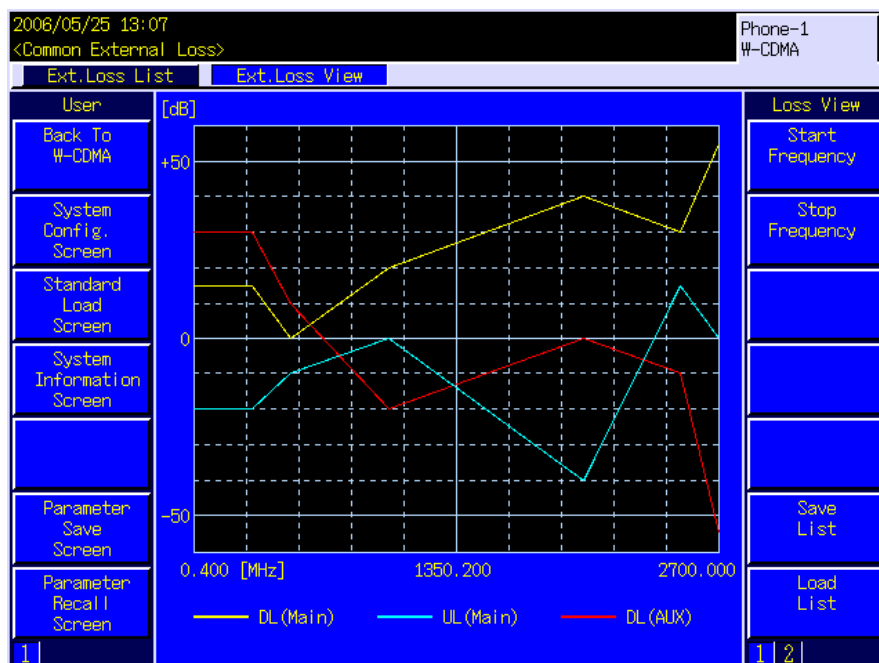 2006/05/25 13:07
<Common External Loss>
Phone-1
W-CDMA
Ext.Loss List
Ext.Loss View
User
Back To
W-CDMA
System
Config.
Screen
Standard
Load
Screen
System
Information
Screen
Parameter
Save
Screen
Parameter
Recall
Screen
1
[dB]
+50
0
-50
0.400 [MHz]
1350.200
2700.000
DL(Main)
UL(Main)
DL(AUX)
Loss View
Start
Frequency
Stop
Frequency
Save
List
Load
List
1 2